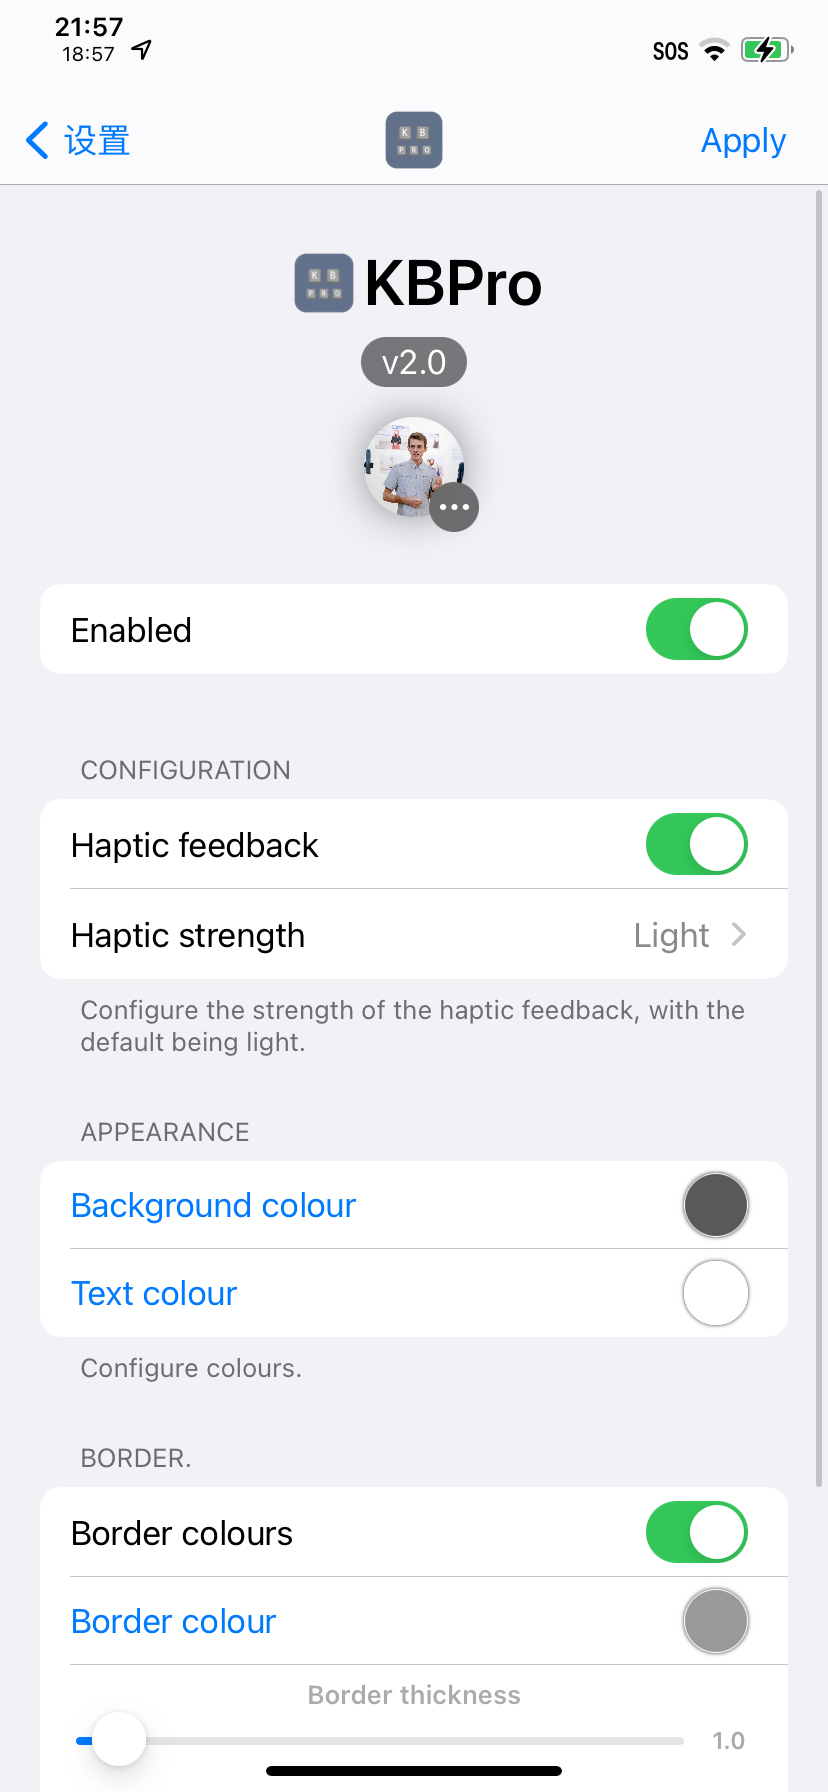 21:57
18:57
SOS
设置
K B
P R O
Apply
K B
P R O
KBPro
v2.0
Enabled
CONFIGURATION
Haptic feedback
Haptic strength
Light
Configure the strength of the haptic feedback, with the
default being light.
APPEARANCE
Background colour
Text colour
Configure colours.
BORDER.
Border colours
Border colour
Border thickness
1.0